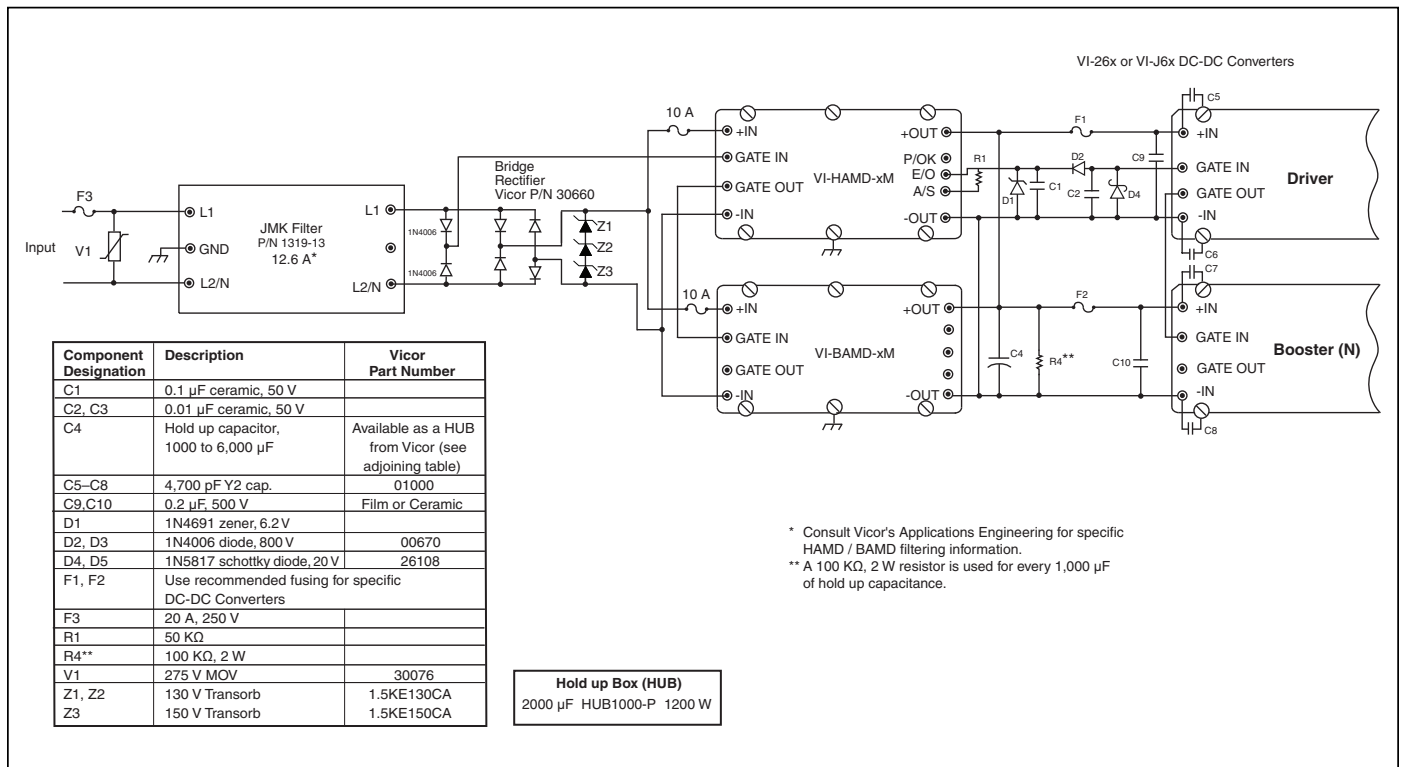 VI-26x or VI-J6x DC-DC Converters
C5
10 A
+IN
GATE IN
GATE OUT
-IN
VI-HAMD-xM
+OUT
P/OK
E/O
A/S
-OUT
R1
D1
C1
D2
C2
D4
F1
C9
+IN
GATE IN
GATE OUT
-IN
Driver
C6
F3
Input
V1
L1
GND
L2/N
JMK Filter
P/N 1319-13
12.6 A*
L1
L2/N
1N4006
1N4006
Bridge
Rectifier
Vicor P/N 30660
Z1
Z2
Z3
10 A
+IN
GATE IN
GATE OUT
-IN
VI-BAMD-xM
+OUT
-OUT
C4
R4**
F2
C10
C7
+IN
GATE IN
GATE OUT
-IN
Booster (N)
C8
Component Designation Description Vicor Part Number
C1 0.1 µF ceramic, 50 V
C2, C3 0.01 µF ceramic, 50 V
C4 Hold up capacitor, Available as a HUB
1000 to 6,000 µF from Vicor (see
adjoining table)
C5–C8 4,700 pF Y2 cap. 01000
C9,C10 0.2 µF, 500 V Film or Ceramic
D1 1N4691 zener, 6.2 V
D2, D3 1N4006 diode, 800 V 00670
D4, D5 1N5817 schottky diode, 20 V 26108
F1, F2 Use recommended fusing for specific
DC-DC Converters
F3 20 A, 250 V
R1 50 KΩ
R4** 100 KΩ, 2 W
V1 275 V MOV 30076
Z1, Z2 130 V Transorb 1.5KE130CA
Z3 150 V Transorb 1.5KE150CA
Hold up Box (HUB)
2000 µF HUB1000-P 1200 W
* Consult Vicor's Applications Engineering for specific
HAMD / BAMD filtering information.
** A 100 KΩ, 2 W resistor is used for every 1,000 µF
of hold up capacitance.